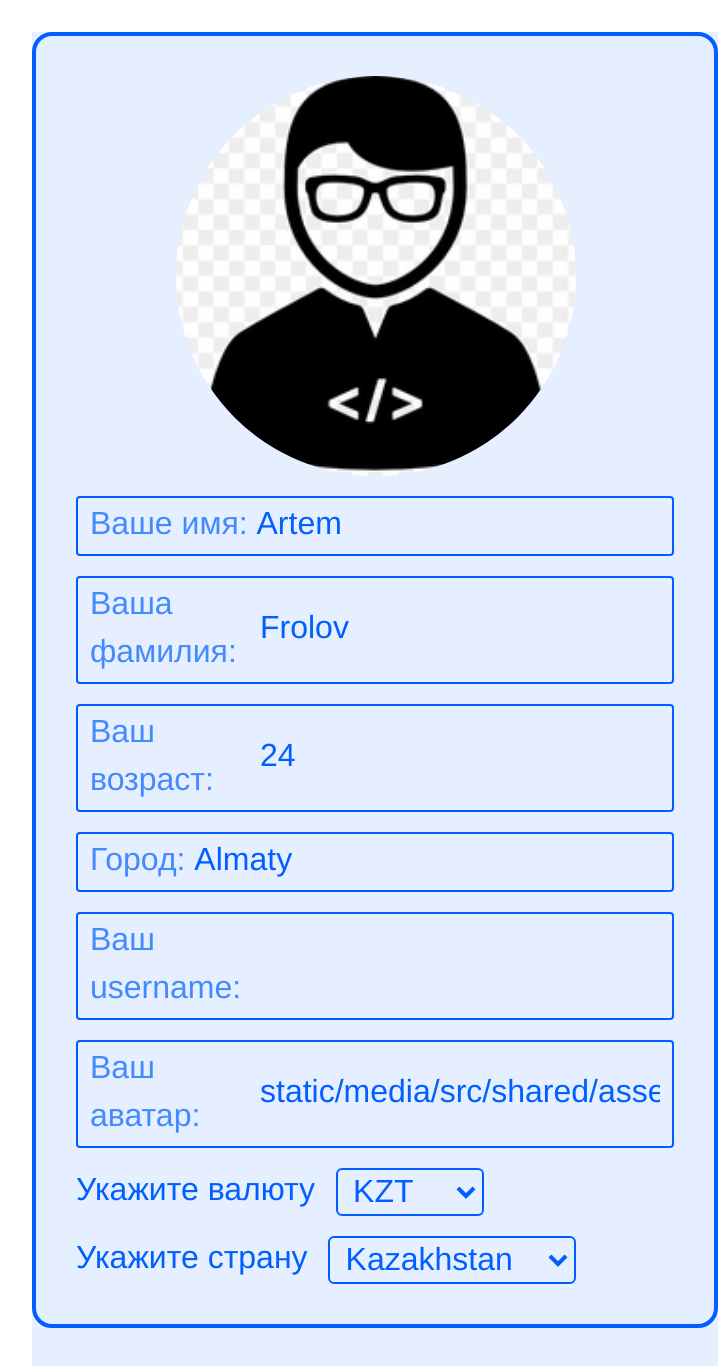 </>
Ваше имя: Artem
Ваша
фамилия:
Frolov
Ваш
возраст:
24
Город: Almaty
Ваш
username:
Ваш
аватар:
static/media/src/shared/asse
Укажите валюту KZT
Укажите страну Kazakhstan